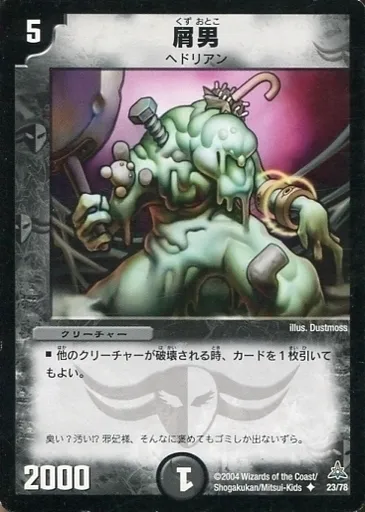 5
くず おとこ
屑男
ヘドリアン
illus. Dustmoss
クリーチャー
■ 他のクリーチャーが破壊される時、カードを1枚引いて
もよい。
臭い?汚い!? 邪妃様、そんなに褒めてもゴミしか出ないずら。
2000
1
©2004 Wizards of the Coast/
Shogakukan/Mitsui-Kids
23/78